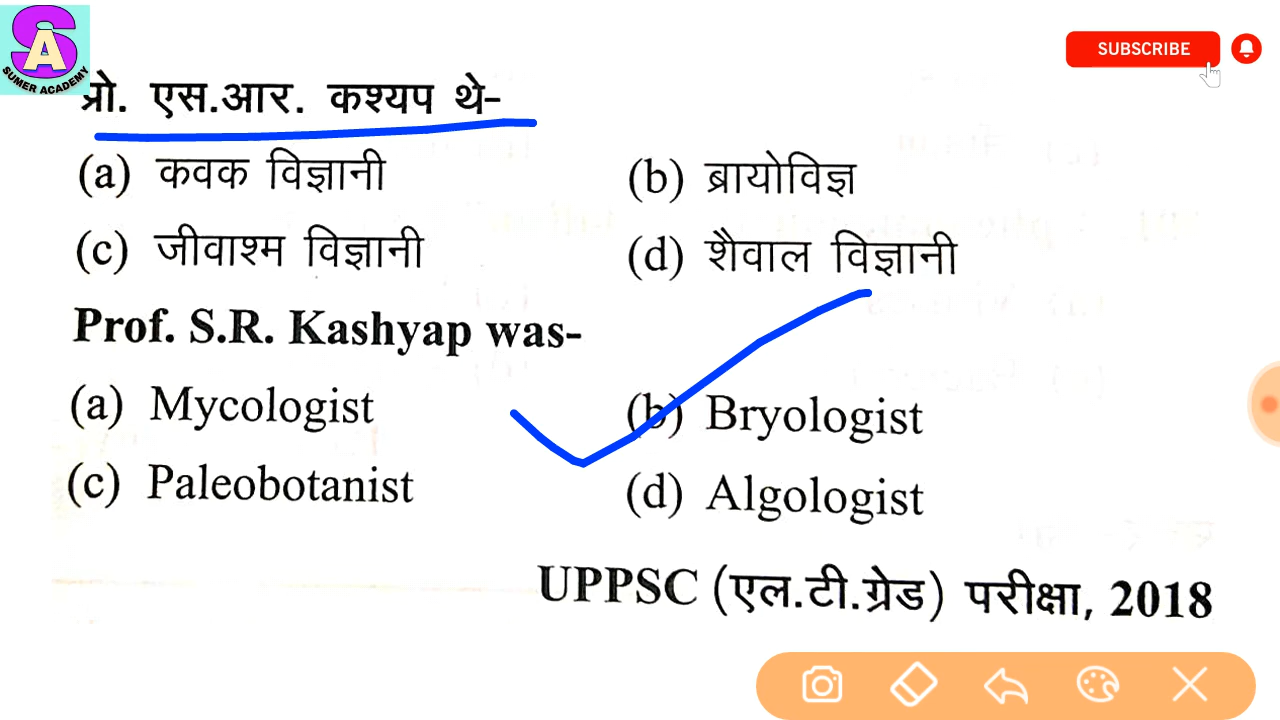 SA
SUMER ACADEMY
SUBSCRIBE
प्रो. एस.आर. कश्यप थे-
(a) कवक विज्ञानी (b) ब्रायोविज्ञ
(c) जीवाश्म विज्ञानी (d) शैवाल विज्ञानी
Prof. S.R. Kashyap was-
(a) Mycologist (b) Bryologist
(c) Paleobotanist (d) Algologist
UPPSC (एल.टी.ग्रेड) परीक्षा, 2018